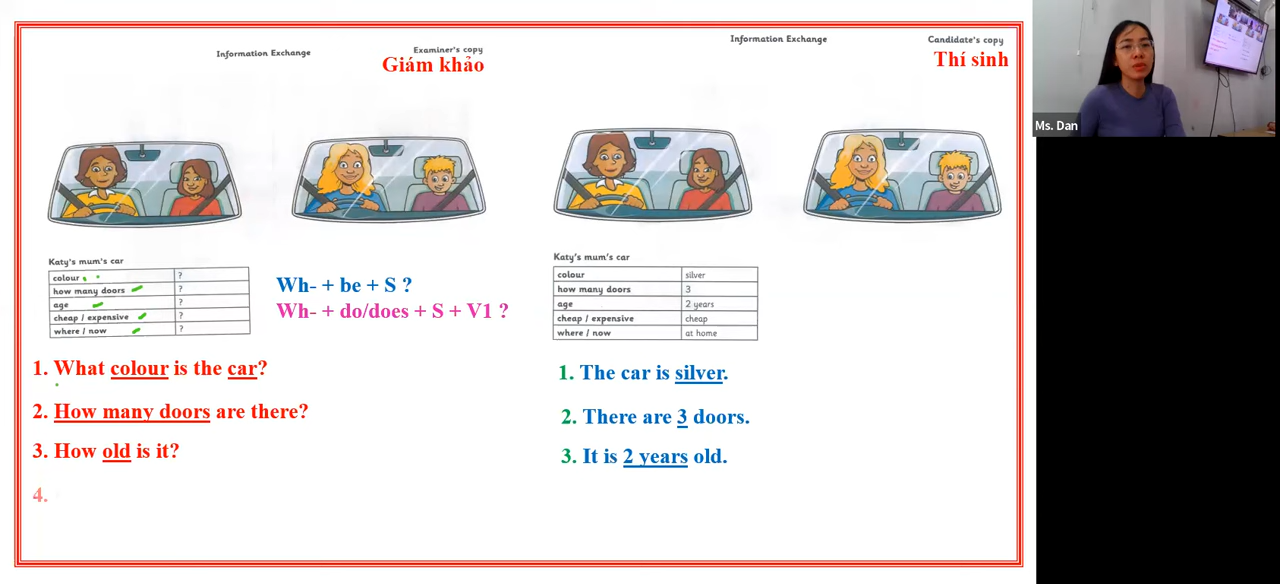 Information Exchange
Examiner's copy
Giám khảo
Information Exchange
Candidate's copy
Thí sinh
Katy's mum's car
colour ?
how many doors ?
age ?
cheap / expensive ?
where / now ?
Wh- + be + S ?
Wh- + do/does + S + V1 ?
Katy's mum's car
colour silver
how many doors 3
age 2 years
cheap / expensive cheap
where / now at home
1. What colour is the car?
2. How many doors are there?
3. How old is it?
4.
1. The car is silver.
2. There are 3 doors.
3. It is 2 years old.
Ms. Dan